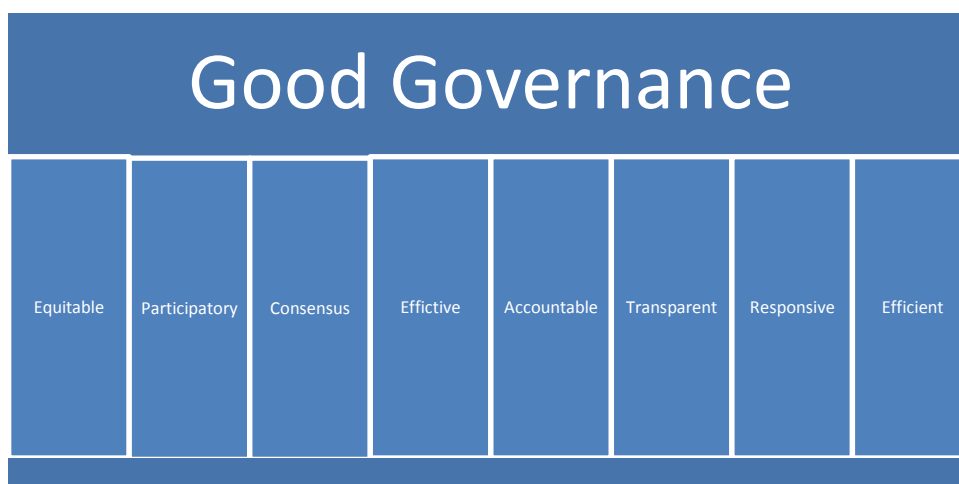 Good Governance
Equitable
Participatory
Consensus
Effictive
Accountable
Transparent
Responsive
Efficient